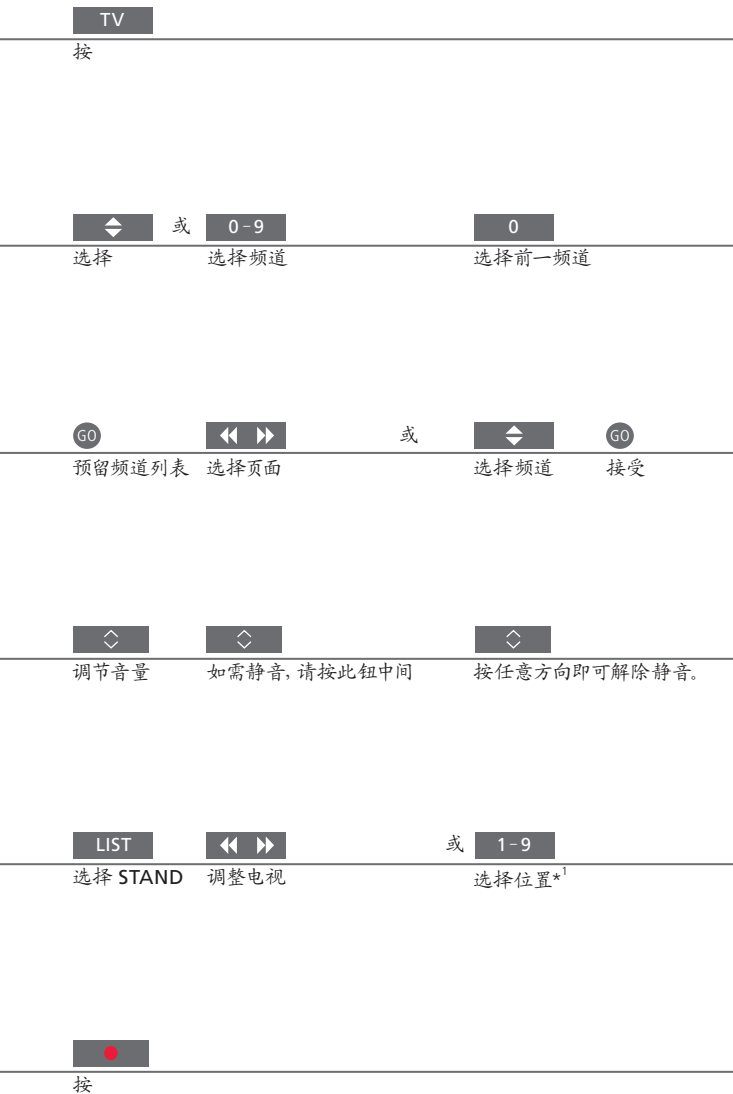 TV
按
或 0-9 0
选择 选择频道 选择前一频道
GO 或 GO
预留频道列表 选择页面 选择频道 接受
调节音量 如需静音, 请按此钮中间 按任意方向即可解除静音。
LIST 或 1-9
选择 STAND 调整电视 选择位置*1
按